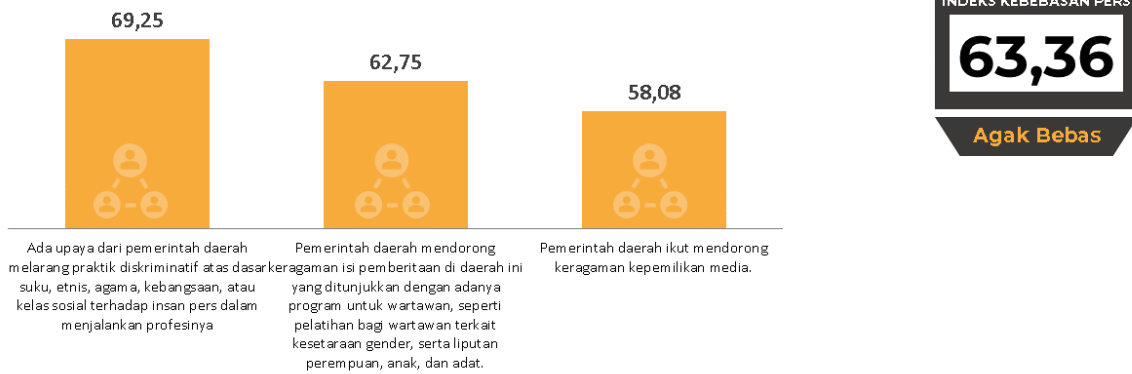 INDEKS KEBEBASAN PERS
63,36
Agak Bebas
69,25
62,75
58,08
Ada upaya dari pemerintah daerah
melarang praktik diskriminatif atas dasar
suku, etnis, agama, kebangsaan, atau
kelas sosial terhadap insan pers dalam
menjalankan profesinya
Pemerintah daerah mendorong
keragaman isi pemberitaan di daerah ini
yang ditunjukkan dengan adanya
program untuk wartawan, seperti
pelatihan bagi wartawan terkait
kesetaraan gender, serta liputan
perempuan, anak, dan adat.
Pemerintah daerah ikut mendorong
keragaman kepemilikan media.